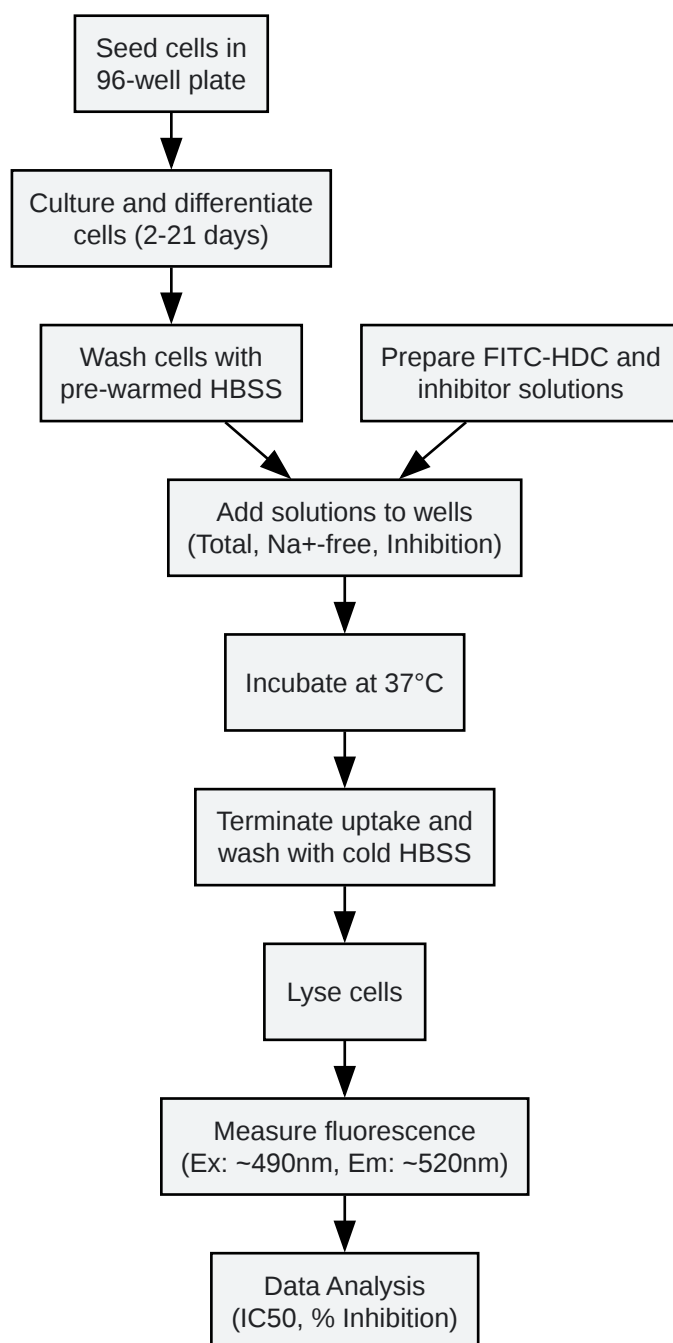 Seed cells in
96-well plate
Culture and differentiate
cells (2-21 days)
Wash cells with
pre-warmed HBSS
Prepare FITC-HDC and
inhibitor solutions
Add solutions to wells
(Total, Na+-free, Inhibition)
Incubate at 37°C
Terminate uptake and
wash with cold HBSS
Lyse cells
Measure fluorescence
(Ex: ~490nm, Em: ~520nm)
Data Analysis
(IC50, % Inhibition)